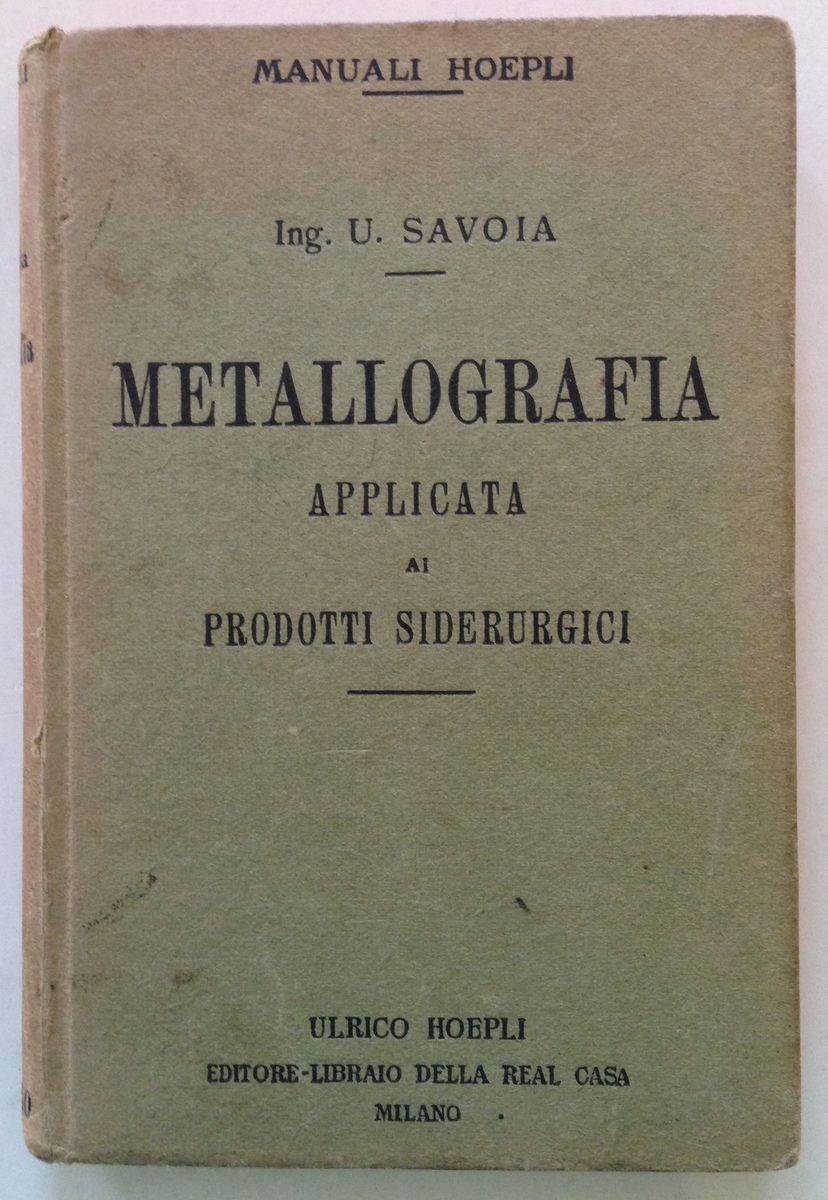 MANUALI HOEPLI
Ing. U. SAVOIA
METALLOGRAFIA
APPLICATA
AI
PRODOTTI SIDERURGICI
ULRICO HOEPLI
EDITORE-LIBRAIO DELLA REAL CASA
MILANO